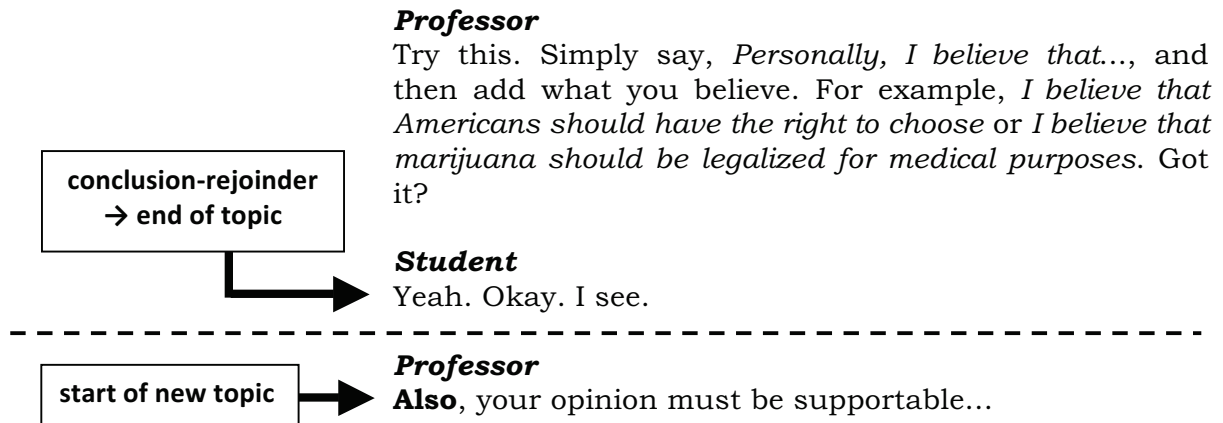 Professor
Try this. Simply say, Personally, I believe that..., and
then add what you believe. For example, I believe that
Americans should have the right to choose or I believe that
marijuana should be legalized for medical purposes. Got
it?
conclusion-rejoinder
→ end of topic
Student
Yeah. Okay. I see.
Professor
start of new topic
Also, your opinion must be supportable…